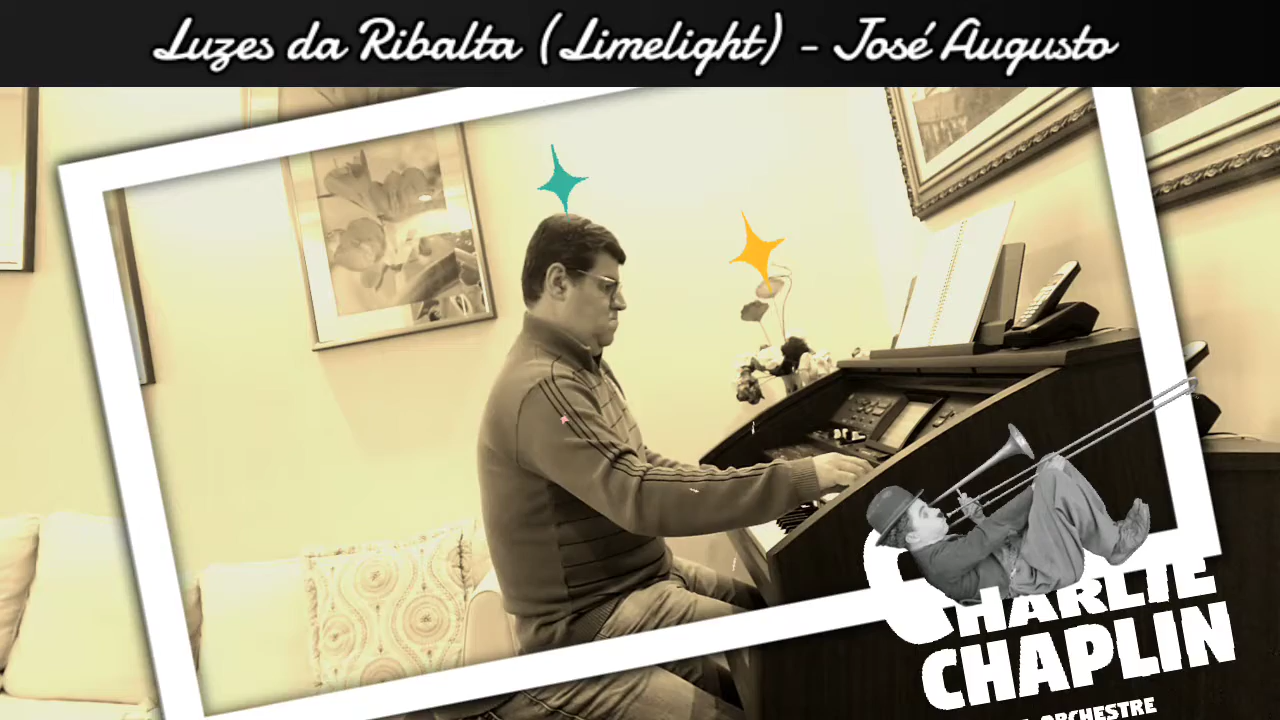 Luzes da Ribalta (Limelight) - José Augusto
CHARLIE
CHAPLIN
ORCHESTRE